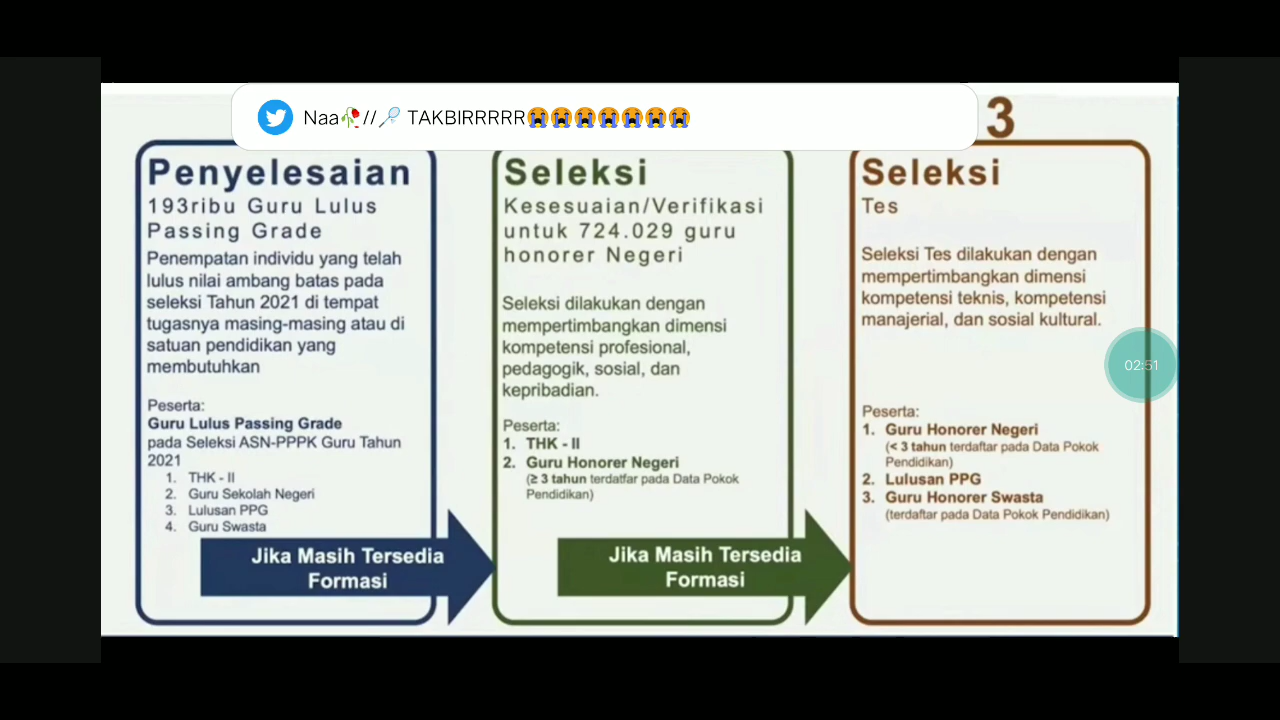 Naa🥀//🏸 TAKBIRRRRR😭😭😭😭😭😭😭
3
Penyelesaian
193ribu Guru Lulus
Passing Grade
Penempatan individu yang telah
lulus nilai ambang batas pada
seleksi Tahun 2021 di tempat
tugasnya masing-masing atau di
satuan pendidikan yang
membutuhkan
Peserta:
Guru Lulus Passing Grade
pada Seleksi ASN-PPPK Guru Tahun
2021
1. THK - II
2. Guru Sekolah Negeri
3. Lulusan PPG
4. Guru Swasta
Jika Masih Tersedia
Formasi
Seleksi
Kesesuaian/Verifikasi
untuk 724.029 guru
honorer Negeri
Seleksi dilakukan dengan
mempertimbangkan dimensi
kompetensi profesional,
pedagogik, sosial, dan
kepribadian.
Peserta:
1. THK - II
2. Guru Honorer Negeri
(≥ 3 tahun terdatfar pada Data Pokok
Pendidikan)
Jika Masih Tersedia
Formasi
Seleksi
Tes
Seleksi Tes dilakukan dengan
mempertimbangkan dimensi
kompetensi teknis, kompetensi
manajerial, dan sosial kultural.
Peserta:
1. Guru Honorer Negeri
(< 3 tahun terdaftar pada Data Pokok
Pendidikan)
2. Lulusan PPG
3. Guru Honorer Swasta
(terdaftar pada Data Pokok Pendidikan)
02:51